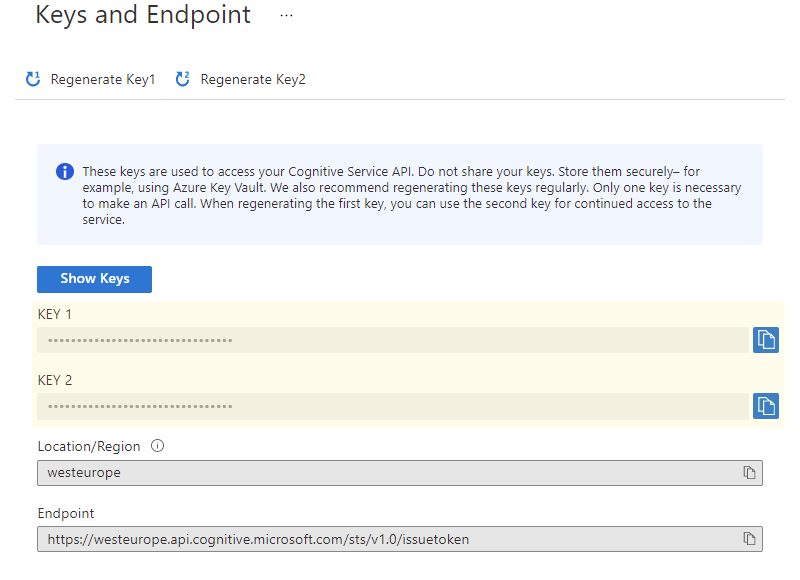 Keys and Endpoint ...
Regenerate Key1 Regenerate Key2
These keys are used to access your Cognitive Service API. Do not share your keys. Store them securely– for
example, using Azure Key Vault. We also recommend regenerating these keys regularly. Only one key is necessary
to make an API call. When regenerating the first key, you can use the second key for continued access to the
service.
Show Keys
KEY 1
••••••••••••••••••••••••••••••••
KEY 2
••••••••••••••••••••••••••••••••
Location/Region
westeurope
Endpoint
https://westeurope.api.cognitive.microsoft.com/sts/v1.0/issuetoken